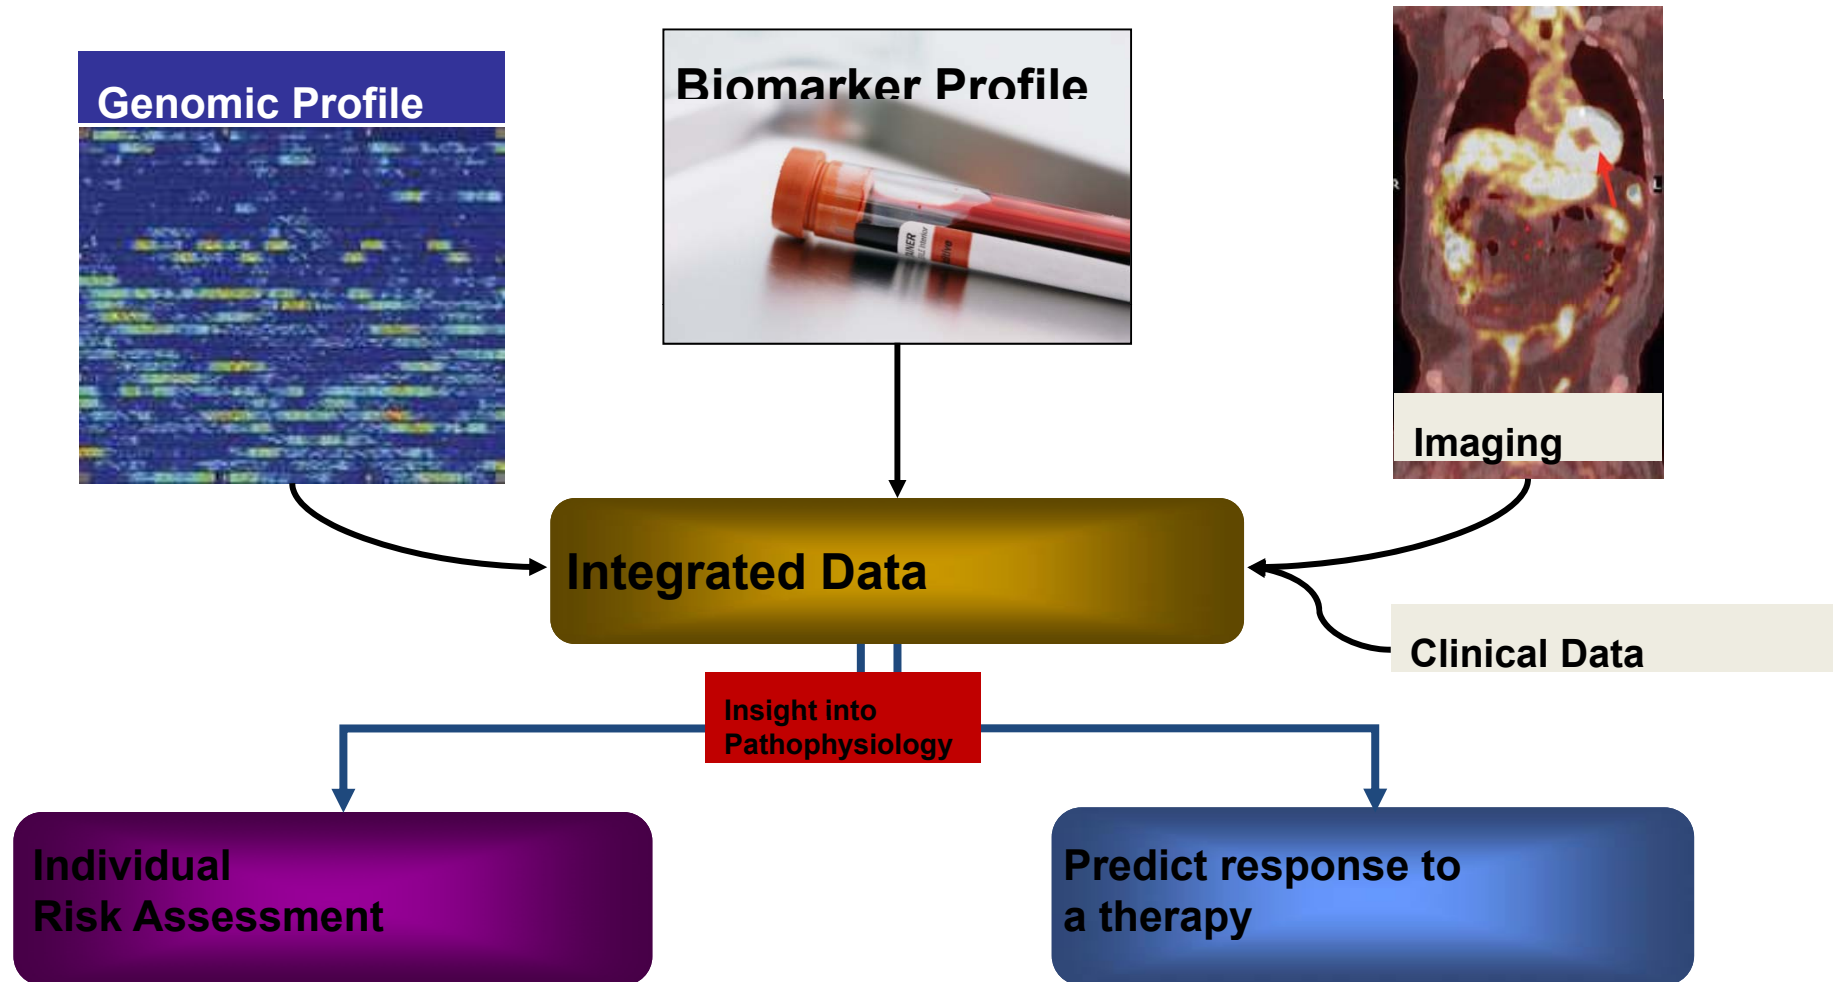 Genomic Profile
Biomarker Profile
R
L
Imaging
Integrated Data
Clinical Data
Insight into
Pathophysiology
Individual
Risk Assessment
Predict response to
a therapy